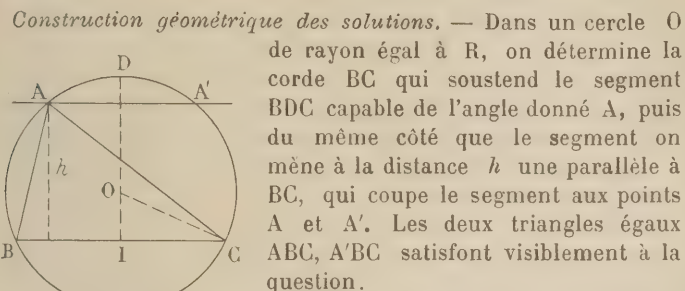 Construction géométrique des solutions. — Dans un cercle O
de rayon égal à R, on détermine la
corde BC qui soustend le segment
BDC capable de l'angle donné A, puis
du même côté que le segment on
mène à la distance h une parallèle à
BC, qui coupe le segment aux points
A et A'. Les deux triangles égaux
ABC, A'BC satisfont visiblement à la
question.
D
A A'
h
O
B I C